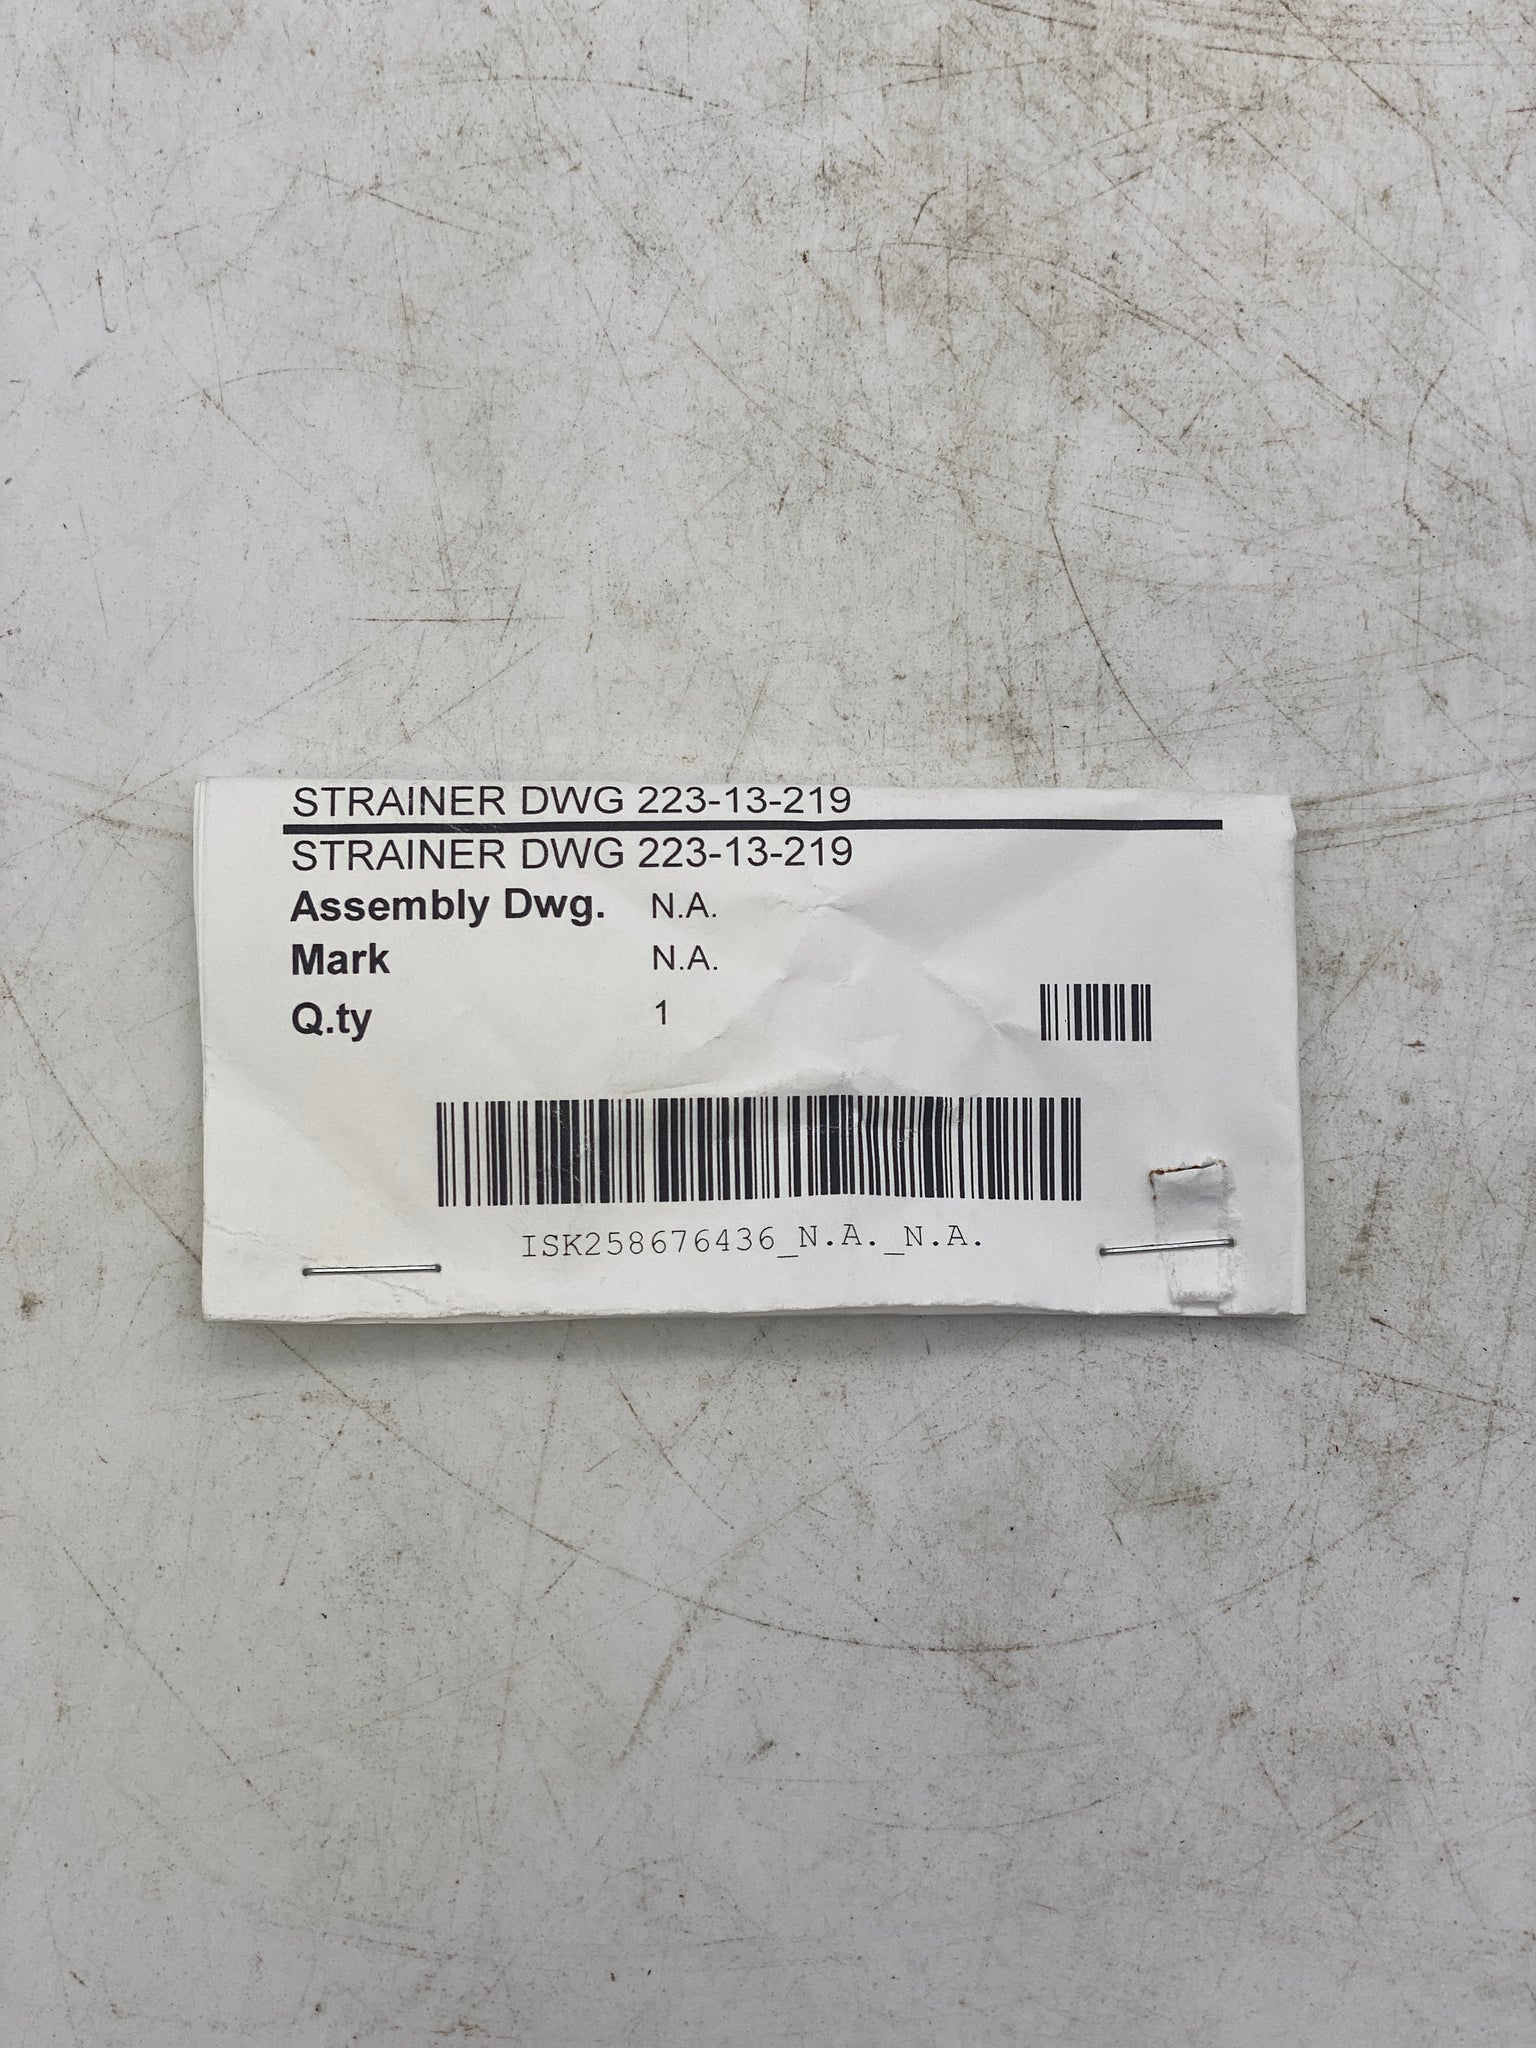 STRAINER DWG 223-13-219
STRAINER DWG 223-13-219
Assembly Dwg. N.A.
Mark N.A.
Q.ty 1
ISK258676436_N.A._N.A.